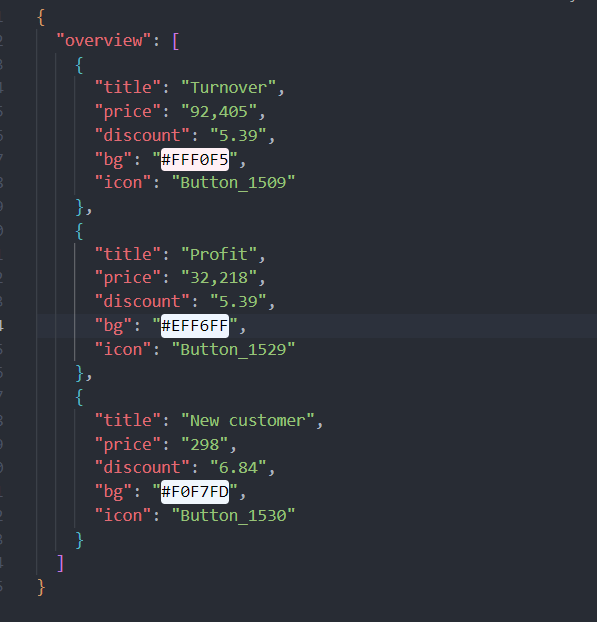 {
"overview": [
{
"title": "Turnover",
"price": "92,405",
"discount": "5.39",
"bg": "#FFF0F5",
"icon": "Button_1509"
},
{
"title": "Profit",
"price": "32,218",
"discount": "5.39",
"bg": "#EFF6FF",
"icon": "Button_1529"
},
{
"title": "New customer",
"price": "298",
"discount": "6.84",
"bg": "#F0F7FD",
"icon": "Button_1530"
}
]
}